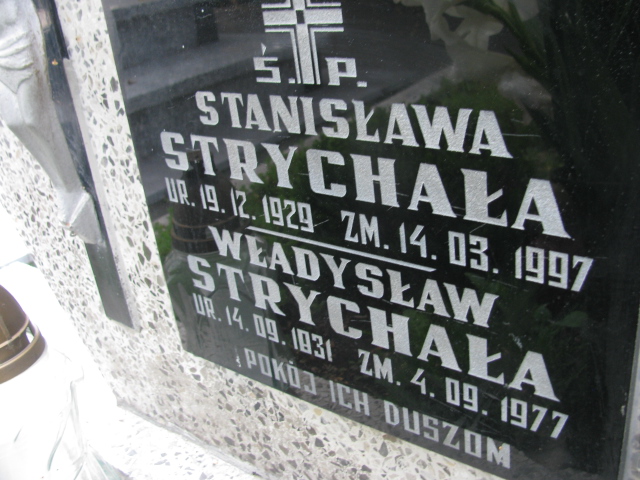 Ś.P.
STANISŁAWA
STRYCHAŁA
UR. 19. 12. 1929 ZM. 14. 03. 1997
WŁADYSŁAW
STRYCHAŁA
UR. 14. 09. 1931 ZM. 4. 09. 1977
POKÓJ ICH DUSZOM